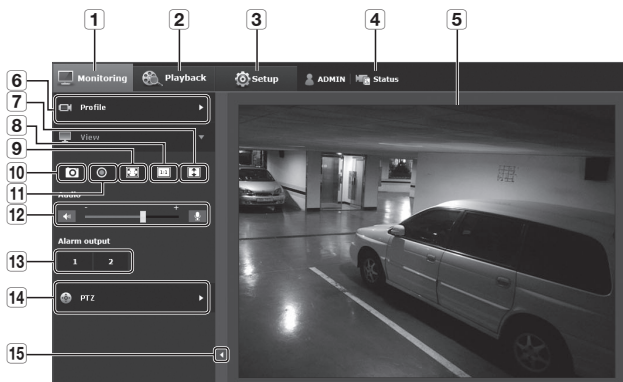 1 2 3 4 5
Monitoring Playback Setup ADMIN Status
6
7
8
9
10
11
12
13
14
15
Profile
View
1:1
Audio
- +
Alarm output
1 2
PTZ